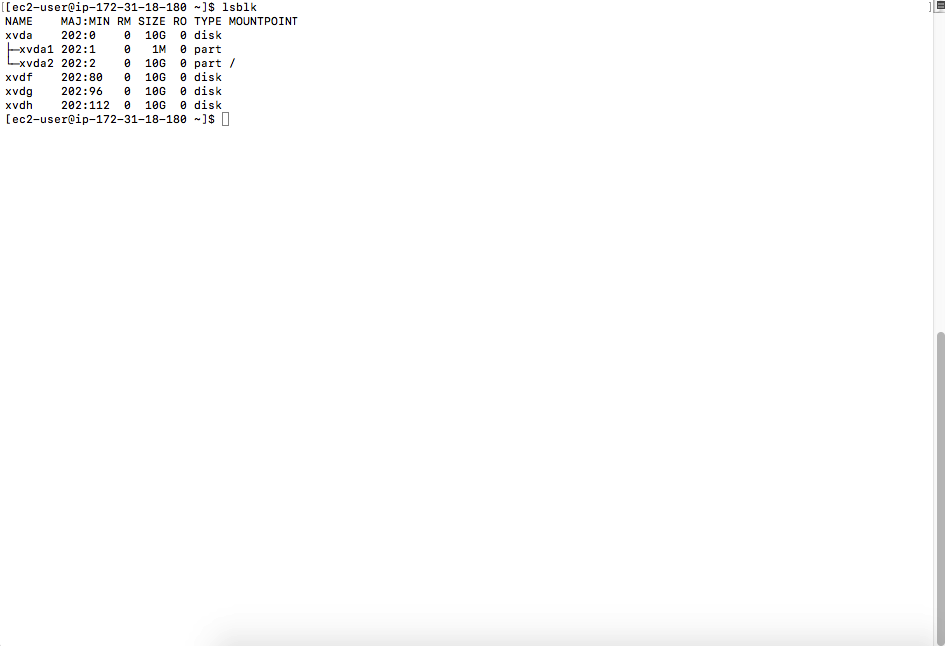 [[ec2-user@ip-172-31-18-180 ~]$ lsblk ]
NAME    MAJ:MIN RM SIZE RO TYPE MOUNTPOINT
xvda    202:0    0  10G  0 disk
├─xvda1 202:1    0   1M  0 part
└─xvda2 202:2    0  10G  0 part /
xvdf    202:80   0  10G  0 disk
xvdg    202:96   0  10G  0 disk
xvdh    202:112  0  10G  0 disk
[ec2-user@ip-172-31-18-180 ~]$